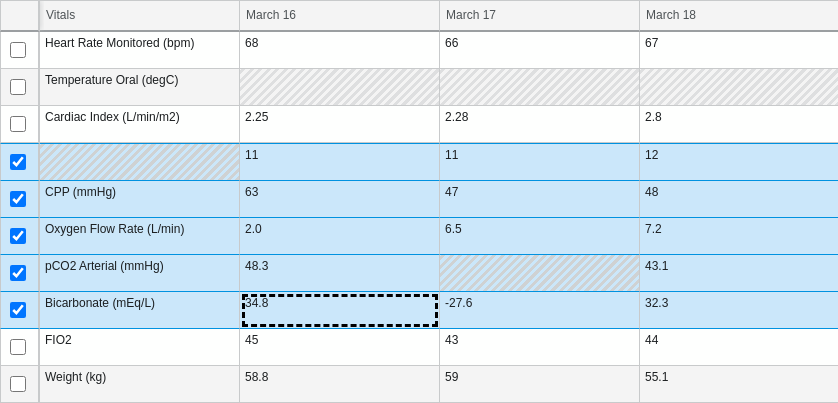 Vitals March 16 March 17 March 18
Heart Rate Monitored (bpm) 68 66 67
Temperature Oral (degC)
Cardiac Index (L/min/m2) 2.25 2.28 2.8
11 11 12
CPP (mmHg) 63 47 48
Oxygen Flow Rate (L/min) 2.0 6.5 7.2
pCO2 Arterial (mmHg) 48.3 43.1
Bicarbonate (mEq/L) 34.8 -27.6 32.3
FIO2 45 43 44
Weight (kg) 58.8 59 55.1